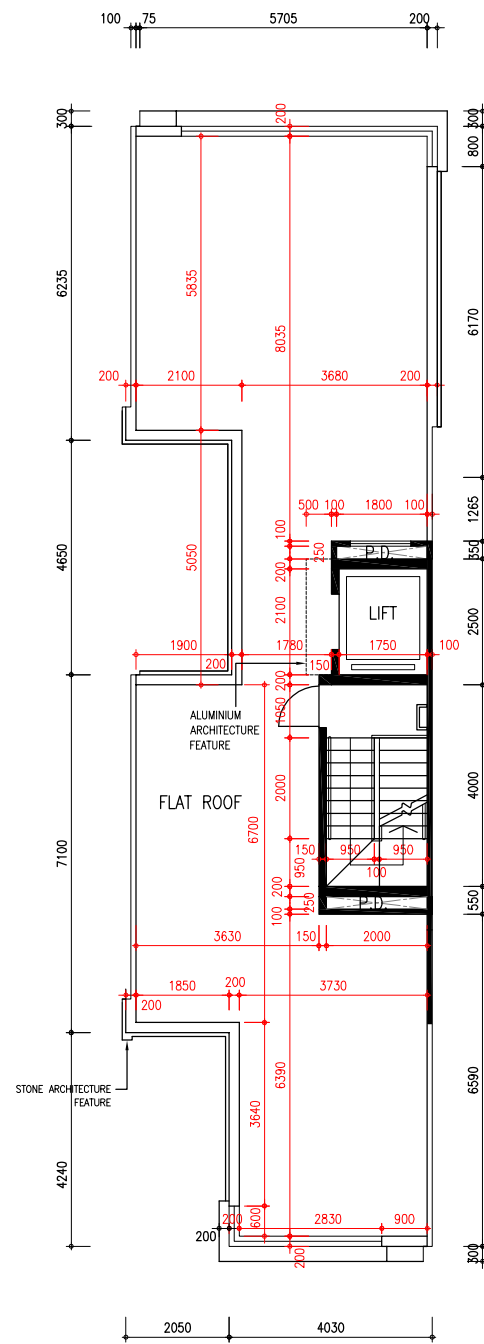 100 75 5705 200
300 200 300
800
6235 5835 8035 6170
200 2100 3680 200
500 100 1800 100 1265
100 250 P.D. 350
200
4650 5050 2100 LIFT 2500
1900 1780 1750 100
200 150
200
ALUMINIUM
ARCHITECTURE
FEATURE
1050
FLAT ROOF 2000 4000
7100 6700
150 950 950
950 100
200
250 P.D. 550
100
3630 150 2000
1850 200 3730
200
STONE ARCHITECTURE
FEATURE
6390 6590
3640
4240
200 2830 900
200 600
200 300
2050 4030